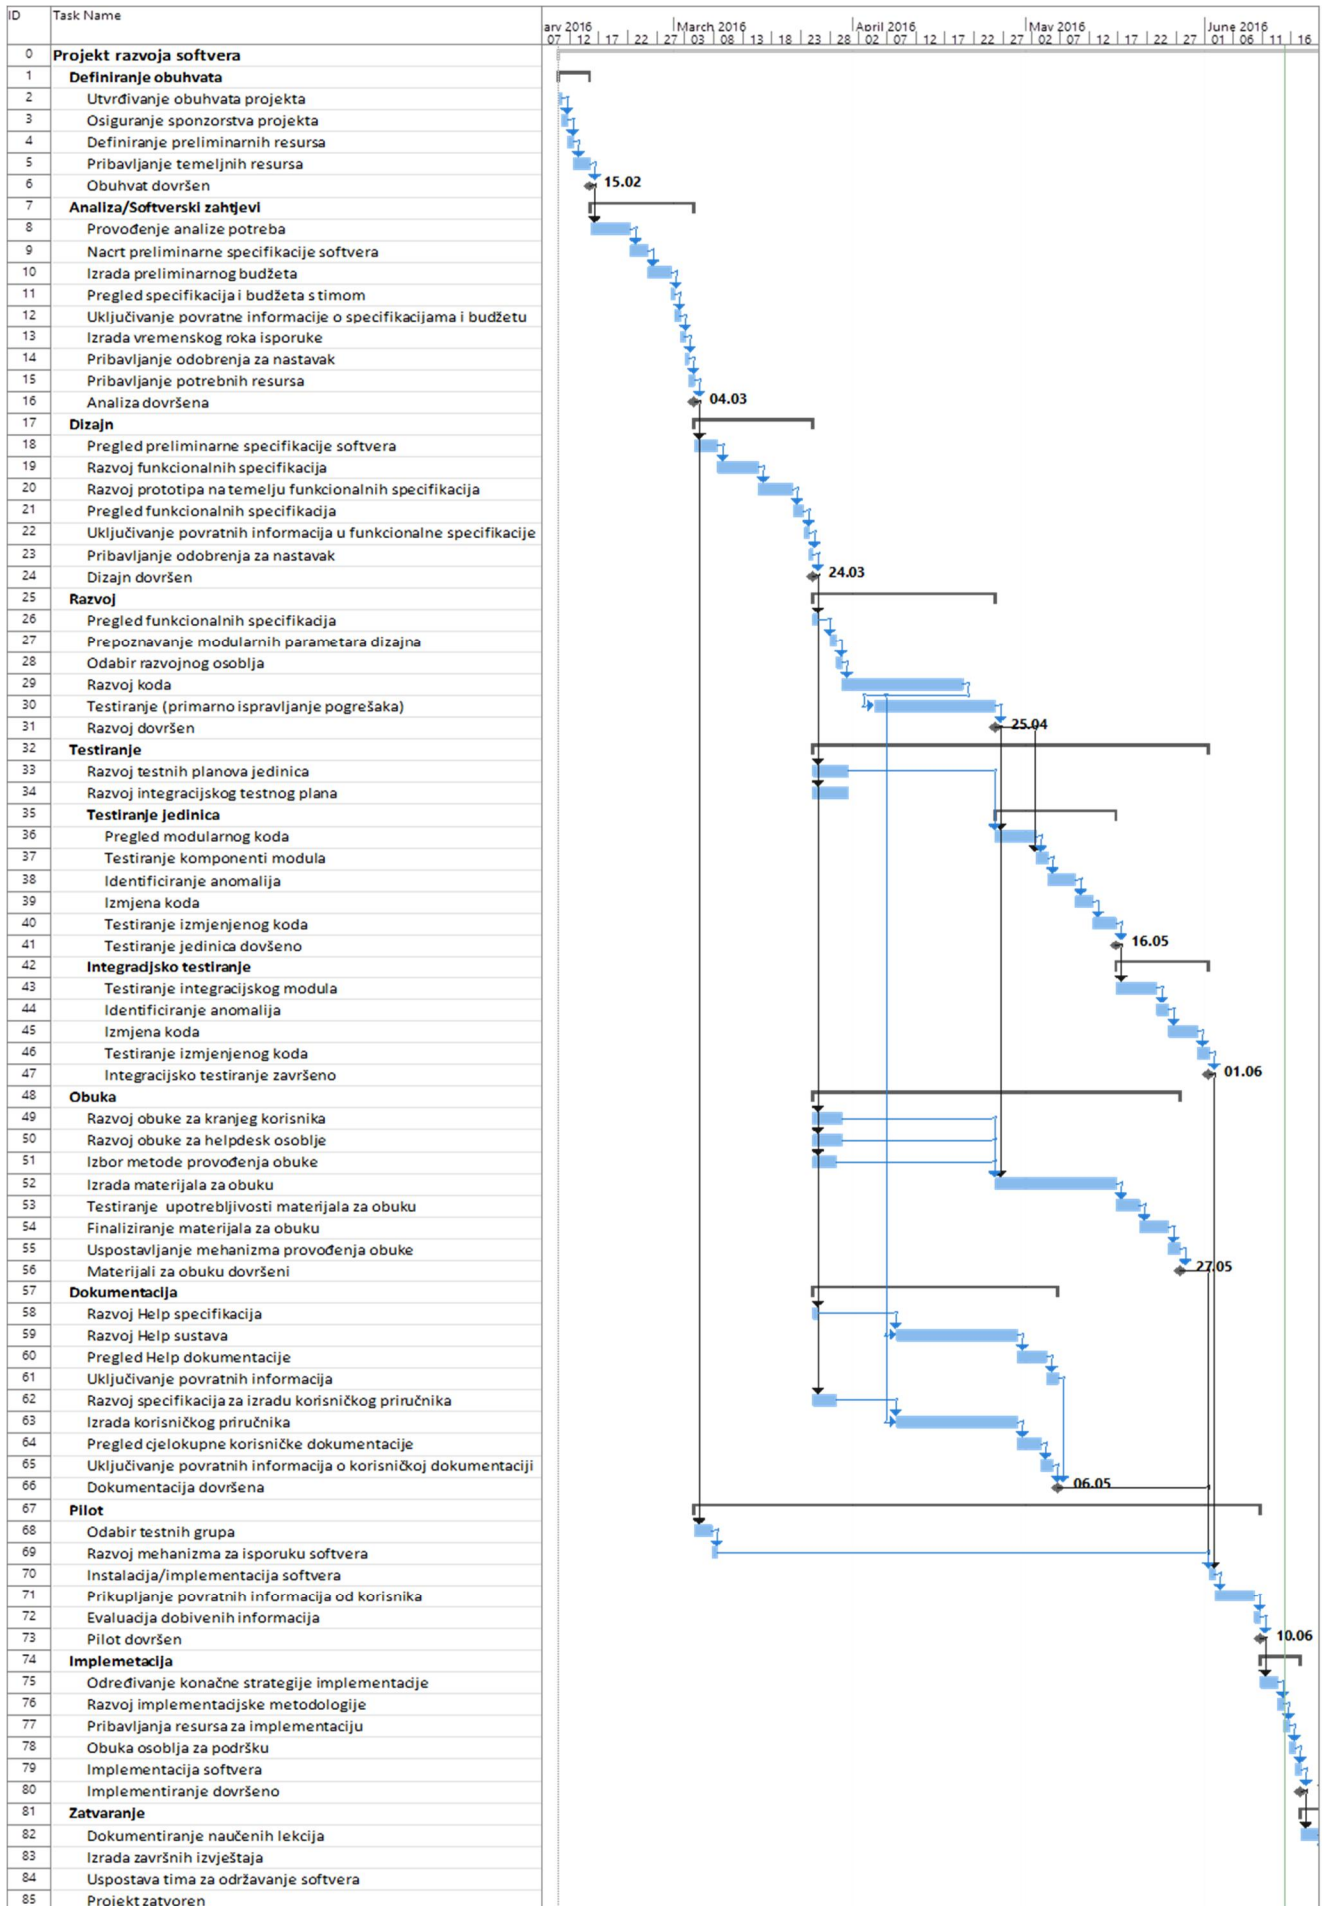 ID Task Name ary 2016 March 2016 April 2016 May 2016 June 2016
07 12 17 22 27 03 08 13 18 23 28 02 07 12 17 22 27 02 07 12 17 22 27 01 06 11 16
0 Projekt razvoja softvera
1 Definiranje obuhvata
2 Utvrđivanje obuhvata projekta
3 Osiguranje sponzorstva projekta
4 Definiranje preliminarnih resursa
5 Pribavljanje temeljnih resursa
6 Obuhvat dovršen 15.02
7 Analiza/Softverski zahtjevi
8 Provođenje analize potreba
9 Nacrt preliminarne specifikacije softvera
10 Izrada preliminarnog budžeta
11 Pregled specifikacija i budžeta s timom
12 Uključivanje povratne informacije o specifikacijama i budžetu
13 Izrada vremenskog roka isporuke
14 Pribavljanje odobrenja za nastavak
15 Pribavljanje potrebnih resursa
16 Analiza dovršena 04.03
17 Dizajn
18 Pregled preliminarne specifikacije softvera
19 Razvoj funkcionalnih specifikacija
20 Razvoj prototipa na temelju funkcionalnih specifikacija
21 Pregled funkcionalnih specifikacija
22 Uključivanje povratnih informacija u funkcionalne specifikacije
23 Pribavljanje odobrenja za nastavak
24 Dizajn dovršen 24.03
25 Razvoj
26 Pregled funkcionalnih specifikacija
27 Prepoznavanje modularnih parametara dizajna
28 Odabir razvojnog osoblja
29 Razvoj koda
30 Testiranje (primarno ispravljanje pogrešaka)
31 Razvoj dovršen 25.04
32 Testiranje
33 Razvoj testnih planova jedinica
34 Razvoj integracijskog testnog plana
35 Testiranje jedinica
36 Pregled modularnog koda
37 Testiranje komponenti modula
38 Identificiranje anomalija
39 Izmjena koda
40 Testiranje izmjenjenog koda
41 Testiranje jedinica dovšeno 16.05
42 Integracijsko testiranje
43 Testiranje integracijskog modula
44 Identificiranje anomalija
45 Izmjena koda
46 Testiranje izmjenjenog koda
47 Integracijsko testiranje završeno 01.06
48 Obuka
49 Razvoj obuke za kranjeg korisnika
50 Razvoj obuke za helpdesk osoblje
51 Izbor metode provođenja obuke
52 Izrada materijala za obuku
53 Testiranje upotrebljivosti materijala za obuku
54 Finaliziranje materijala za obuku
55 Uspostavljanje mehanizma provođenja obuke
56 Materijali za obuku dovršeni 27.05
57 Dokumentacija
58 Razvoj Help specifikacija
59 Razvoj Help sustava
60 Pregled Help dokumentacije
61 Uključivanje povratnih informacija
62 Razvoj specifikacija za izradu korisničkog priručnika
63 Izrada korisničkog priručnika
64 Pregled cjelokupne korisničke dokumentacije
65 Uključivanje povratnih informacija o korisničkoj dokumentaciji
66 Dokumentacija dovršena 06.05
67 Pilot
68 Odabir testnih grupa
69 Razvoj mehanizma za isporuku softvera
70 Instalacija/implementacija softvera
71 Prikupljanje povratnih informacija od korisnika
72 Evaluacija dobivenih informacija
73 Pilot dovršen 10.06
74 Implemetacija
75 Određivanje konačne strategije implementacije
76 Razvoj implementacijske metodologije
77 Pribavljanja resursa za implementaciju
78 Obuka osoblja za podršku
79 Implementacija softvera
80 Implementiranje dovršeno
81 Zatvaranje
82 Dokumentiranje naučenih lekcija
83 Izrada završnih izvještaja
84 Uspostava tima za održavanje softvera
85 Projekt zatvoren